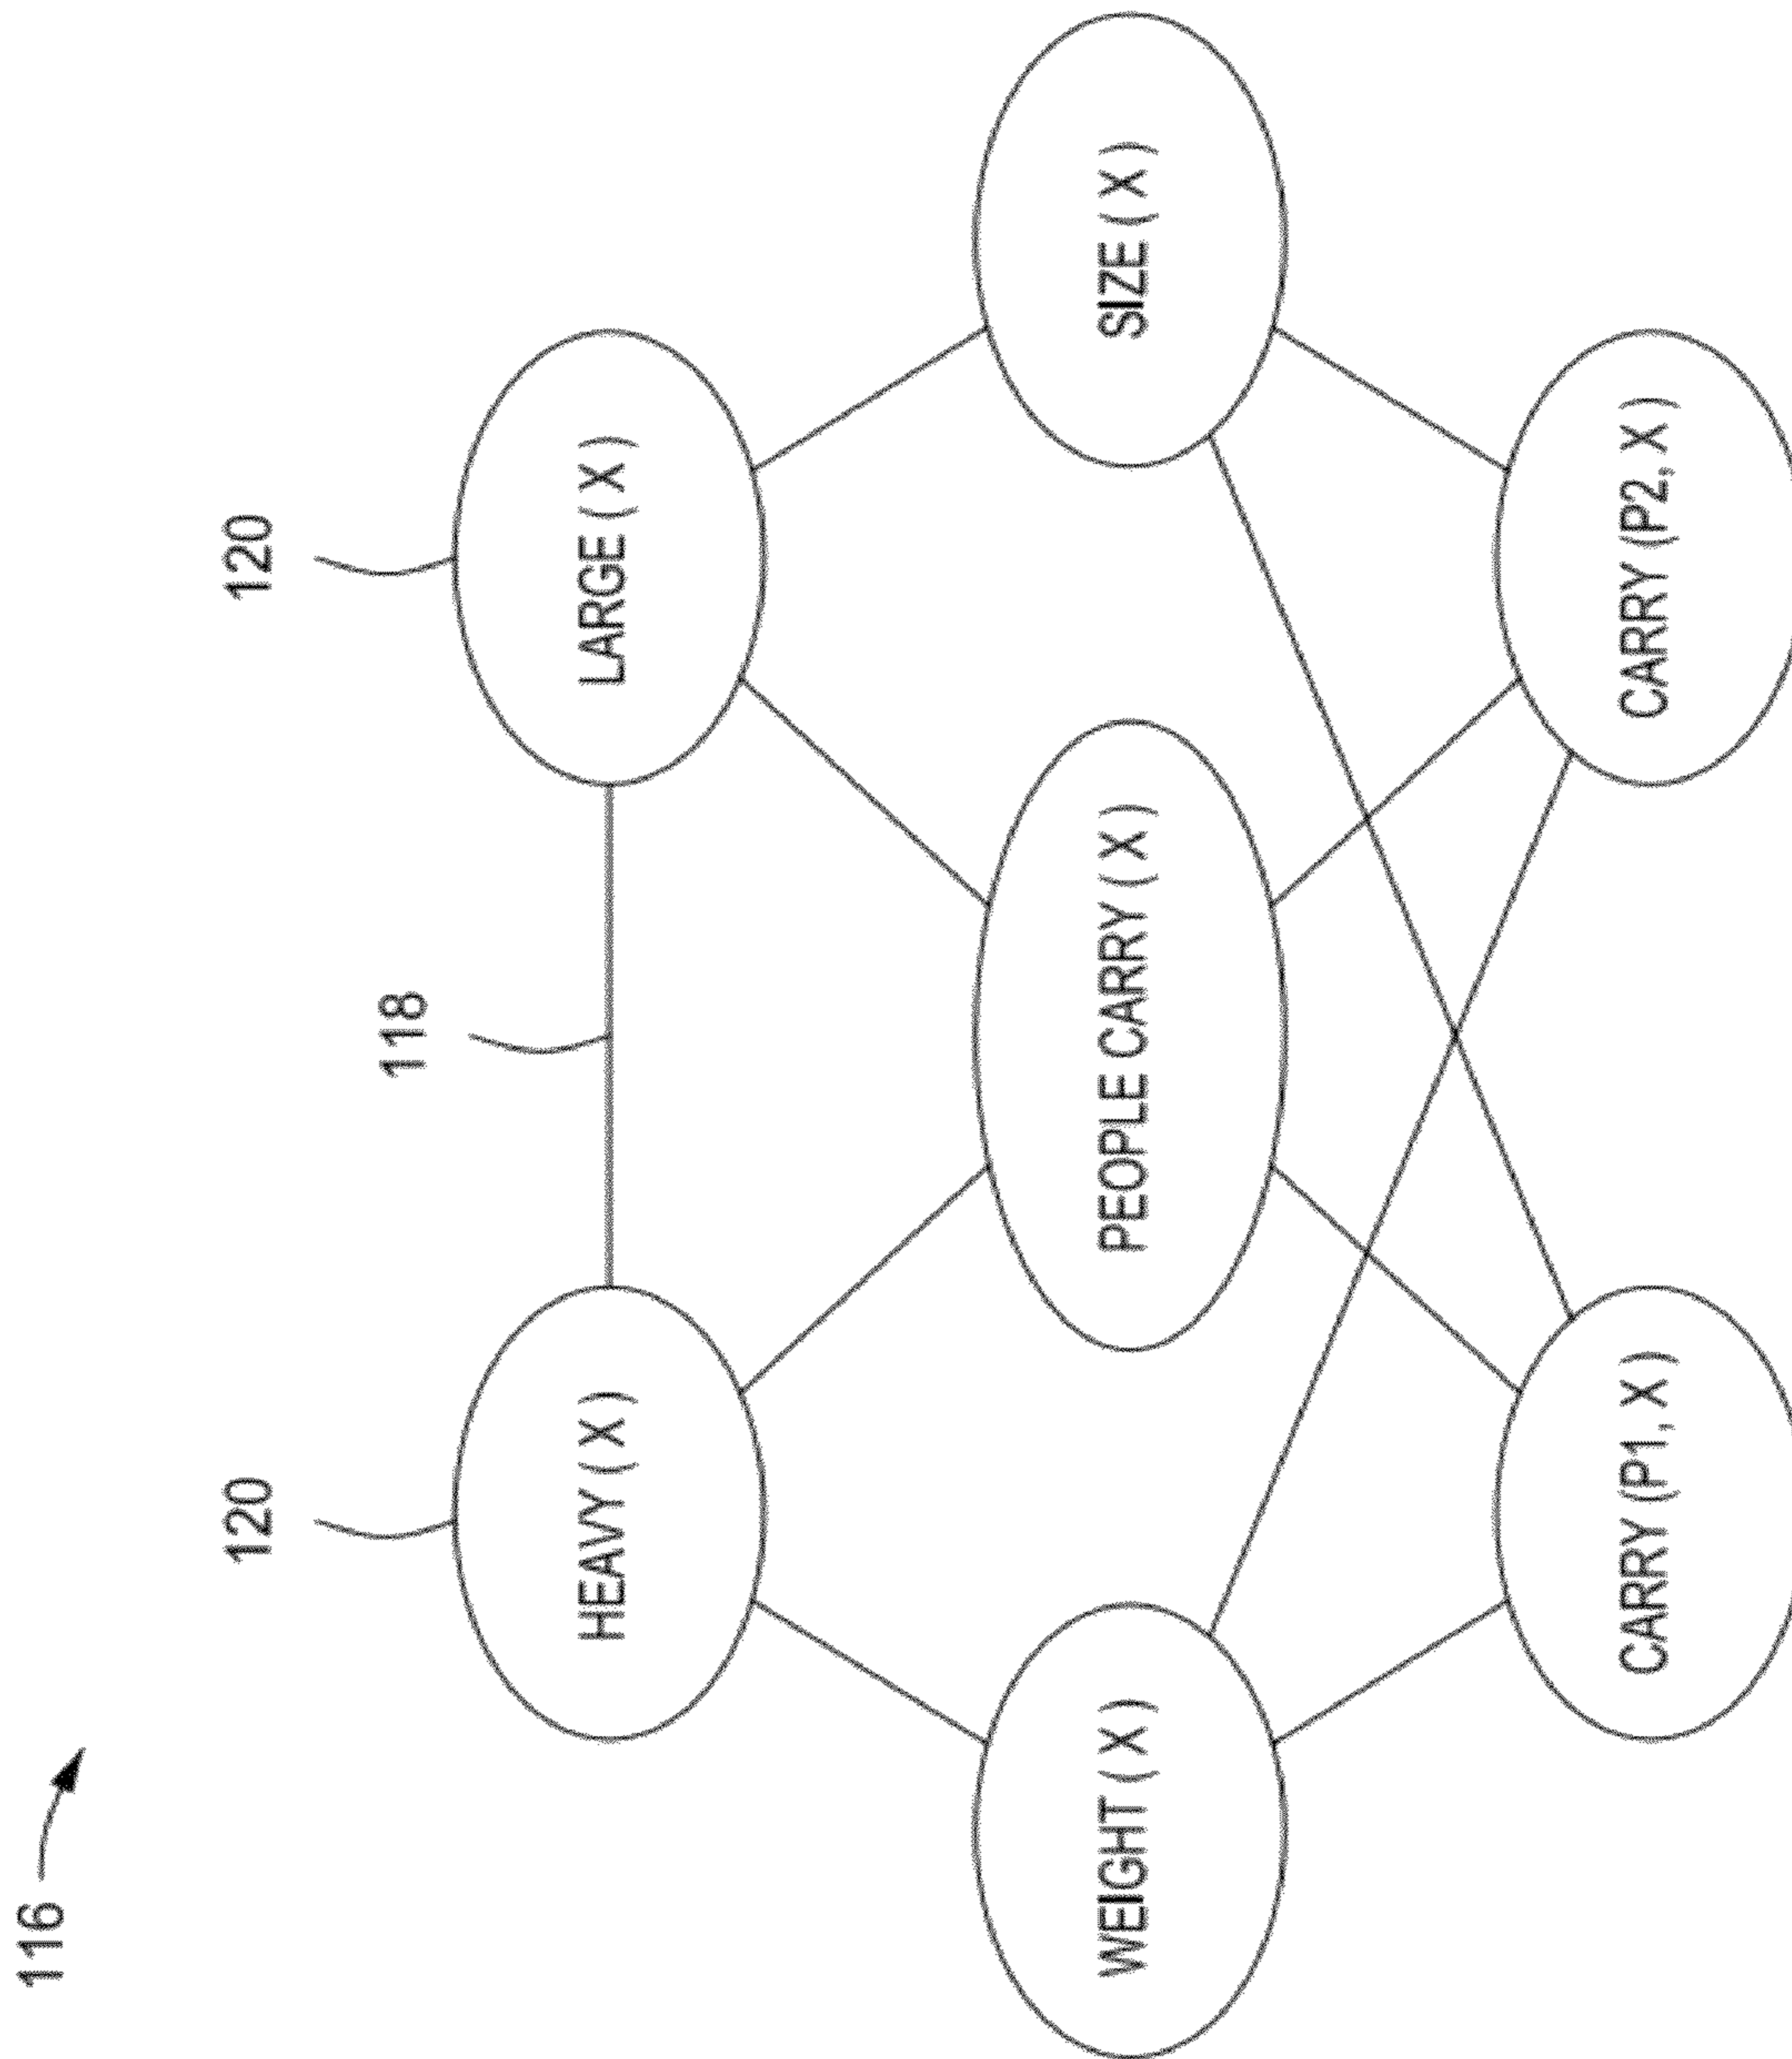 116
120
120
118
HEAVY ( X )
LARGE ( X )
WEIGHT ( X )
PEOPLE CARRY ( X )
SIZE ( X )
CARRY (P1, X )
CARRY (P2, X )